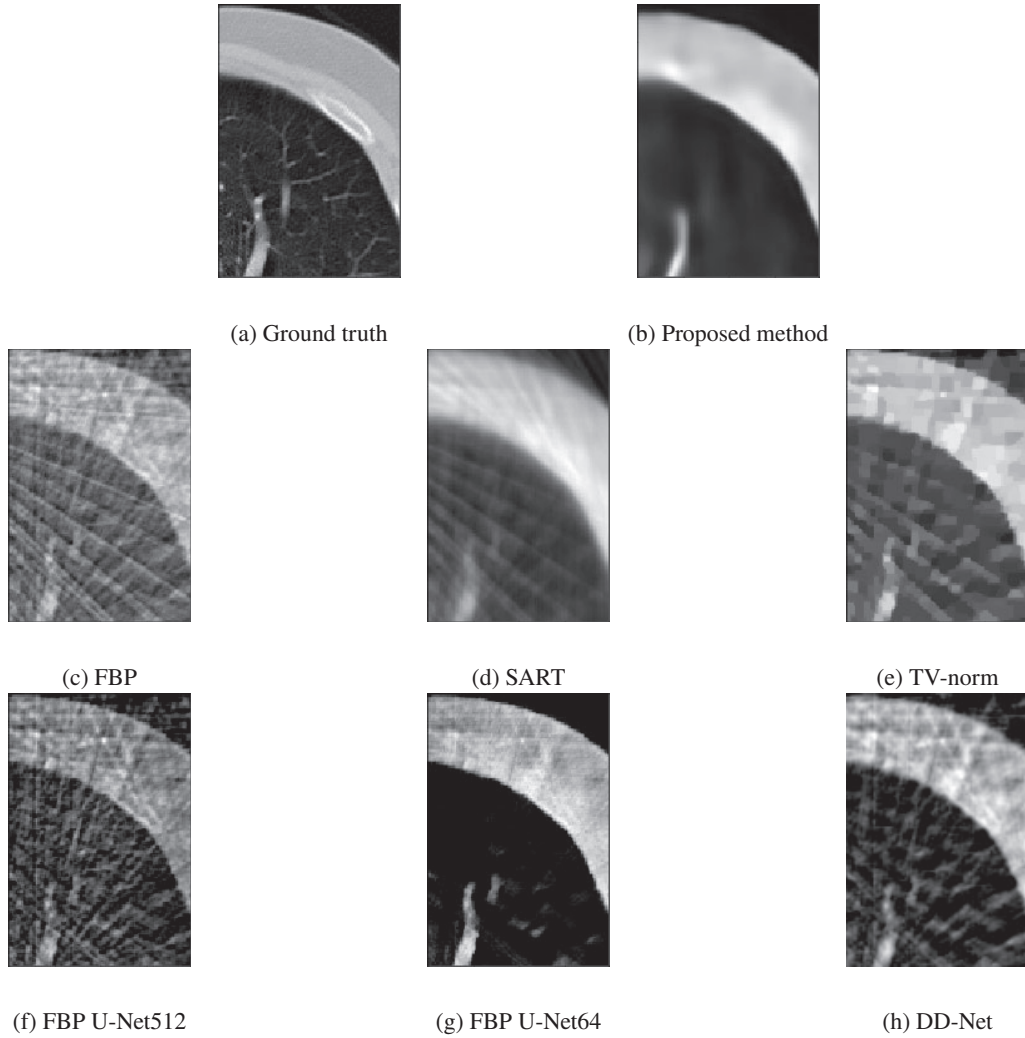 (a) Ground truth
(b) Proposed method
(c) FBP
(d) SART
(e) TV-norm
(f) FBP U-Net512
(g) FBP U-Net64
(h) DD-Net